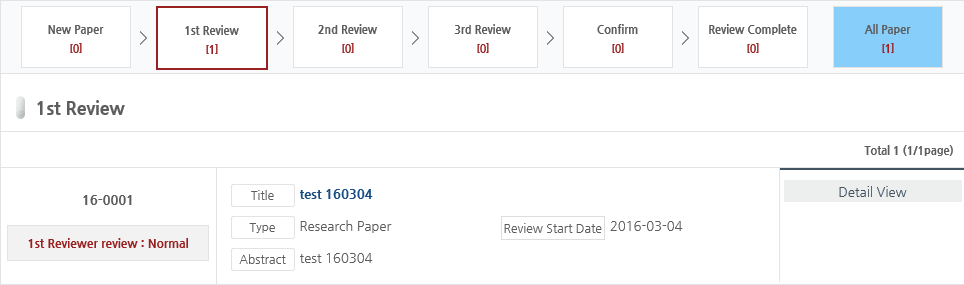 New Paper
[0]
1st Review
[1]
2nd Review
[0]
3rd Review
[0]
Confirm
[0]
Review Complete
[0]
All Paper
[1]
1st Review
Total 1 (1/1page)
16-0001
1st Reviewer review : Normal
Title test 160304
Type Research Paper Review Start Date 2016-03-04
Abstract test 160304
Detail View